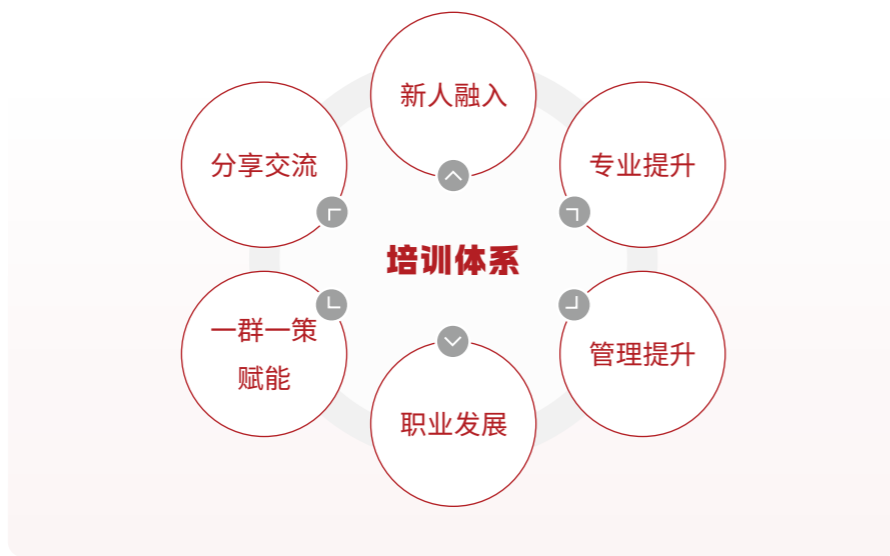 新人融入
分享交流
专业提升
培训体系
一群一策
赋能
管理提升
职业发展